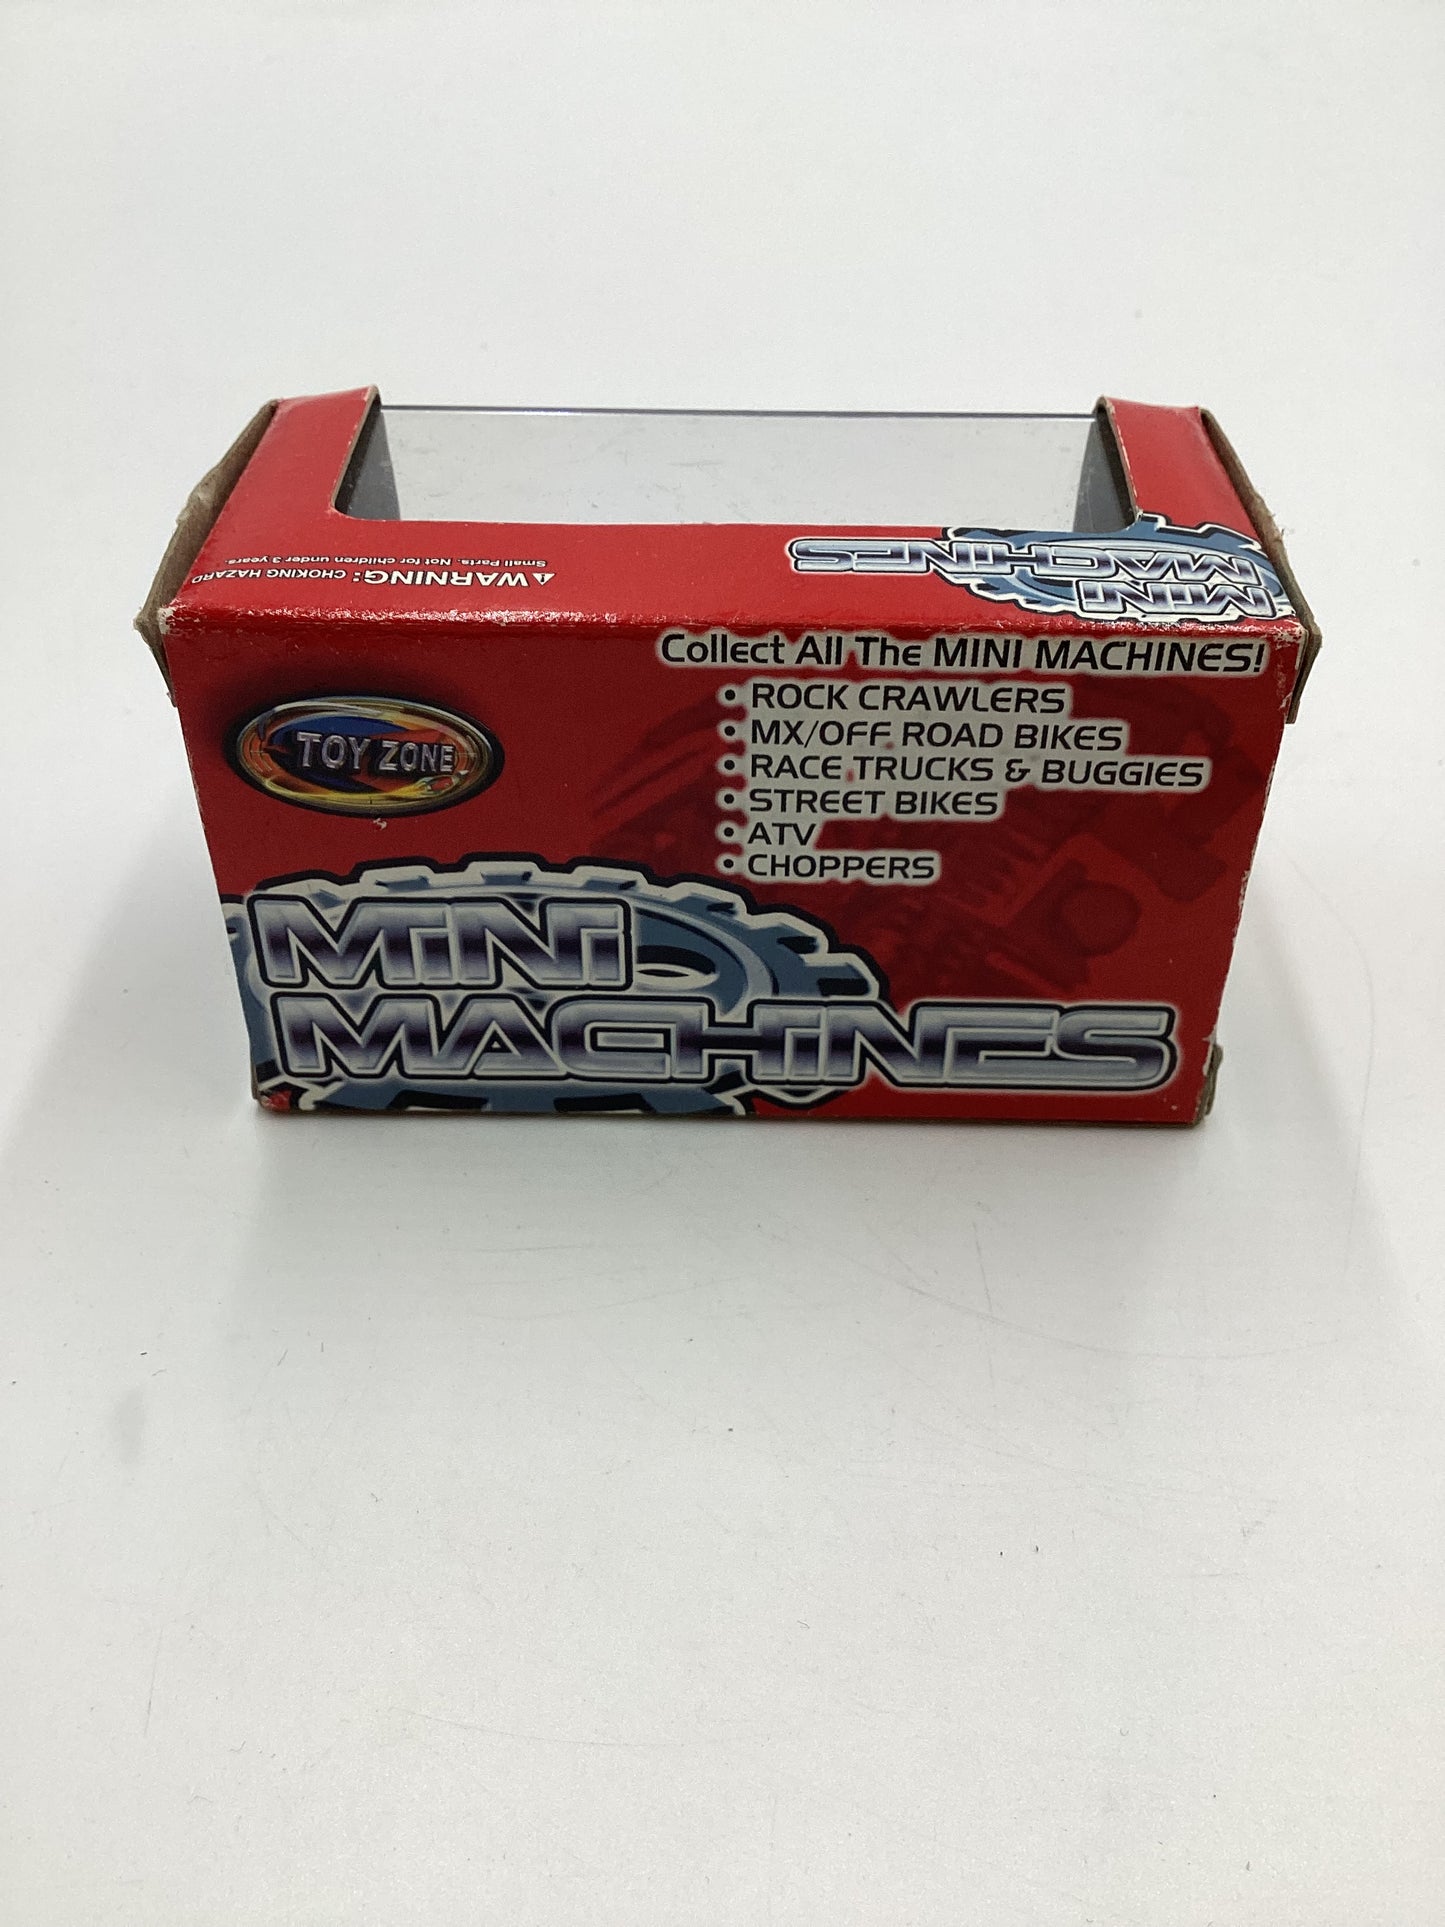 ⚠WARNING: CHOKING HAZARD
Small Parts. Not for children under 3 years.
MINI
MACHINES
Collect All The MINI MACHINES!
• ROCK CRAWLERS
• MX/OFF ROAD BIKES
• RACE TRUCKS & BUGGIES
• STREET BIKES
• ATV
• CHOPPERS
TOY ZONE
MINI
MACHINES